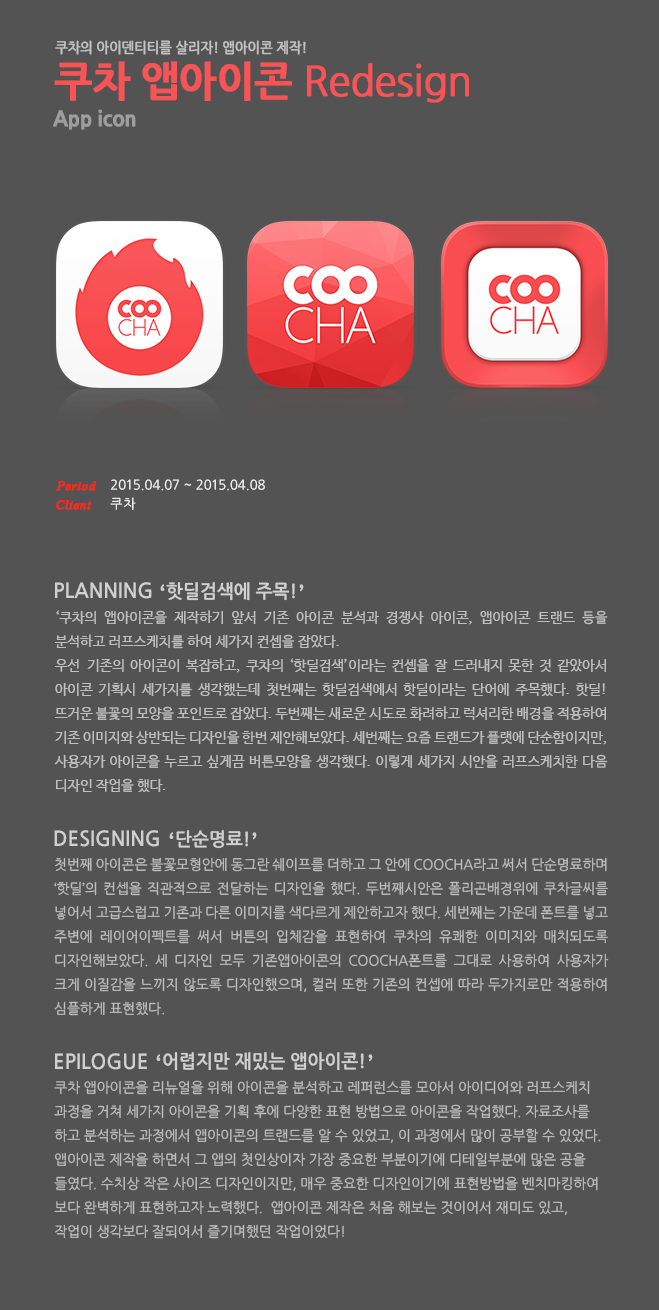 쿠차의 아이덴티티를 살리자! 앱아이콘 제작!
쿠차 앱아이콘 Redesign
App icon
COO
CHA
COO
CHA
COO
CHA
Period 2015.04.07 ~ 2015.04.08
Client 쿠차
PLANNING ‘핫딜검색에 주목!’
‘쿠차의 앱아이콘을 제작하기 앞서 기존 아이콘 분석과 경쟁사 아이콘, 앱아이콘 트랜드 등을
분석하고 러프스케치를 하여 세가지 컨셉을 잡았다.
우선 기존의 아이콘이 복잡하고, 쿠차의 ‘핫딜검색’이라는 컨셉을 잘 드러내지 못한 것 같았아서
아이콘 기획시 세가지를 생각했는데 첫번째는 핫딜검색에서 핫딜이라는 단어에 주목했다. 핫딜!
뜨거운 불꽃의 모양을 포인트로 잡았다. 두번째는 새로운 시도로 화려하고 럭셔리한 배경을 적용하여
기존 이미지와 상반되는 디자인을 한번 제안해보았다. 세번째는 요즘 트랜드가 플랫에 단순함이지만,
사용자가 아이콘을 누르고 싶게끔 버튼모양을 생각했다. 이렇게 세가지 시안을 러프스케치한 다음
디자인 작업을 했다.
DESIGNING ‘단순명료!’
첫번째 아이콘은 불꽃모형안에 동그란 쉐이프를 더하고 그 안에 COOCHA라고 써서 단순명료하며
‘핫딜’의 컨셉을 직관적으로 전달하는 디자인을 했다. 두번째시안은 폴리곤배경위에 쿠차글씨를
넣어서 고급스럽고 기존과 다른 이미지를 색다르게 제안하고자 했다. 세번째는 가운데 폰트를 넣고
주변에 레이어이펙트를 써서 버튼의 입체감을 표현하여 쿠차의 유쾌한 이미지와 매치되도록
디자인해보았다. 세 디자인 모두 기존앱아이콘의 COOCHA폰트를 그대로 사용하여 사용자가
크게 이질감을 느끼지 않도록 디자인했으며, 컬러 또한 기존의 컨셉에 따라 두가지로만 적용하여
심플하게 표현했다.
EPILOGUE ‘어렵지만 재밌는 앱아이콘!’
쿠차 앱아이콘을 리뉴얼을 위해 아이콘을 분석하고 레퍼런스를 모아서 아이디어와 러프스케치
과정을 거쳐 세가지 아이콘을 기획 후에 다양한 표현 방법으로 아이콘을 작업했다. 자료조사를
하고 분석하는 과정에서 앱아이콘의 트랜드를 알 수 있었고, 이 과정에서 많이 공부할 수 있었다.
앱아이콘 제작을 하면서 그 앱의 첫인상이자 가장 중요한 부분이기에 디테일부분에 많은 공을
들였다. 수치상 작은 사이즈 디자인이지만, 매우 중요한 디자인이기에 표현방법을 벤치마킹하여
보다 완벽하게 표현하고자 노력했다. 앱아이콘 제작은 처음 해보는 것이어서 재미도 있고,
작업이 생각보다 잘되어서 즐기며했던 작업이었다!